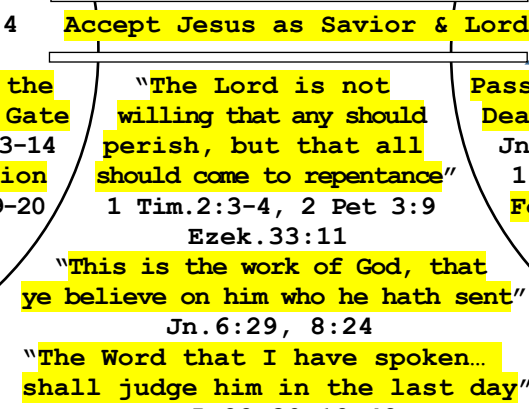 4 Accept Jesus as Savior & Lord
the
Gate
3-14
ion
9-20
“The Lord is not
willing that any should
perish, but that all
should come to repentance”
1 Tim.2:3-4, 2 Pet 3:9
Ezek.33:11
“This is the work of God, that
ye believe on him who he hath sent”
Jn.6:29, 8:24
“The Word that I have spoken…
shall judge him in the last day”
Pass
Dea
Jn
1
F